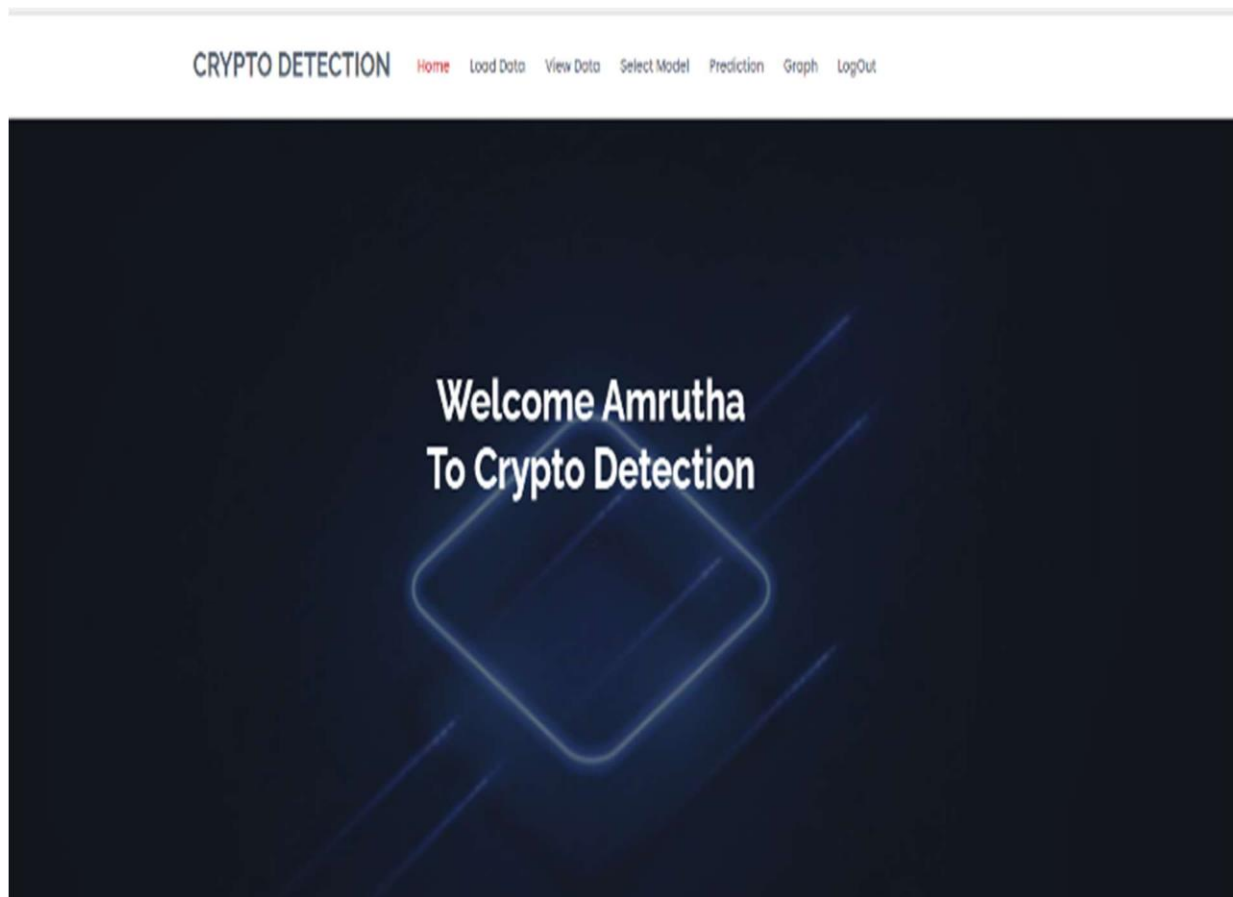 CRYPTO DETECTION Home Load Data View Data Select Model Prediction Graph LogOut
Welcome Amrutha
To Crypto Detection